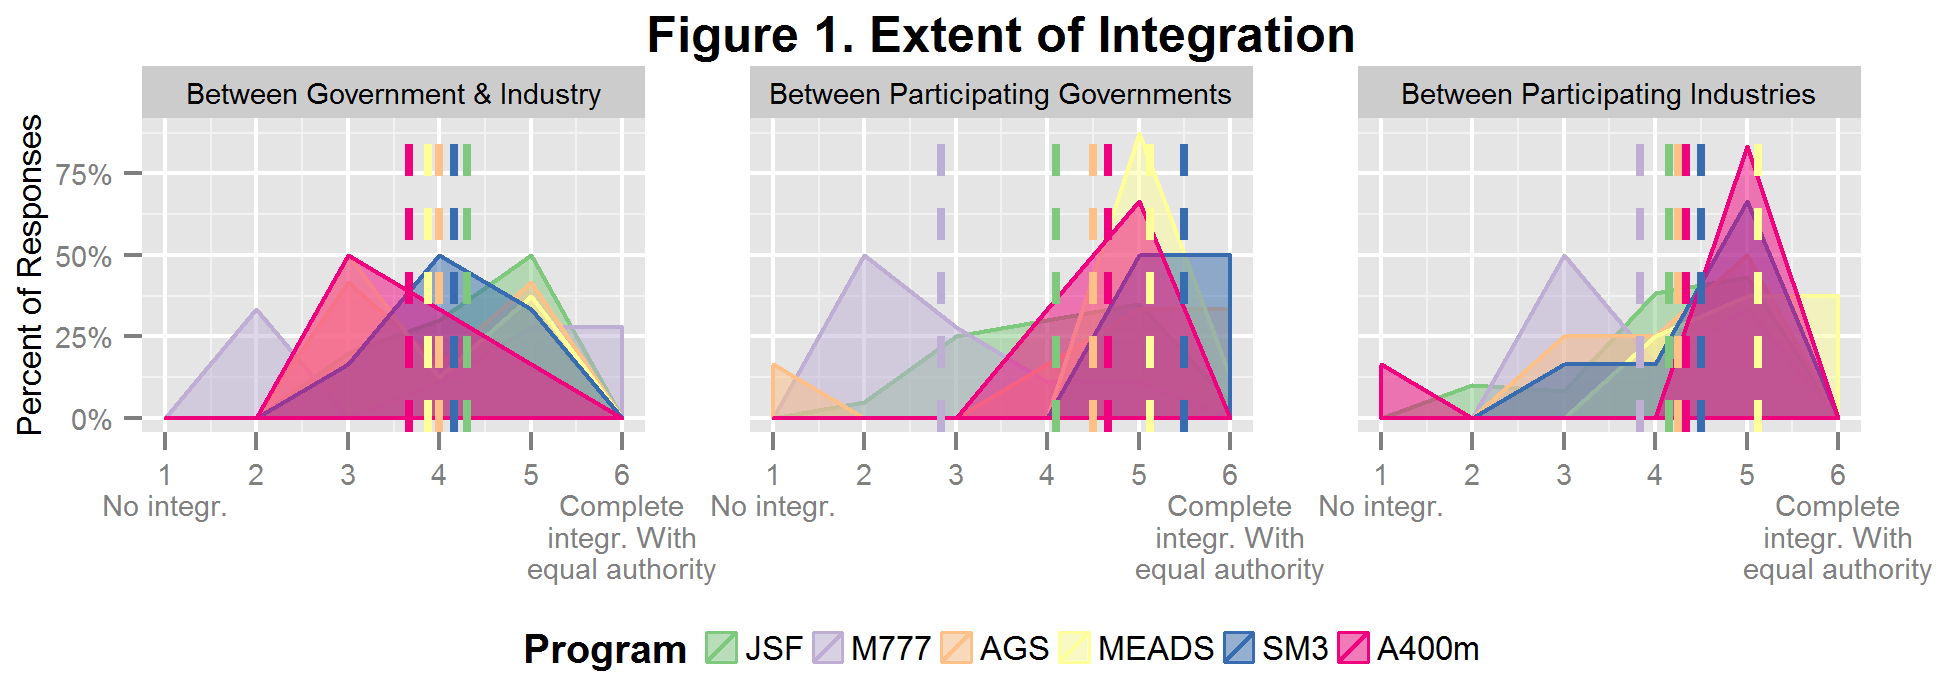 Figure 1. Extent of Integration
Between Government & Industry
Between Participating Governments
Between Participating Industries
Percent of Responses
75%
50%
25%
0%
1 2 3 4 5 6
No integr.
Complete
integr. With
equal authority
1 2 3 4 5 6
No integr.
Complete
integr. With
equal authority
1 2 3 4 5 6
No integr.
Complete
integr. With
equal authority
Program JSF M777 AGS MEADS SM3 A400m